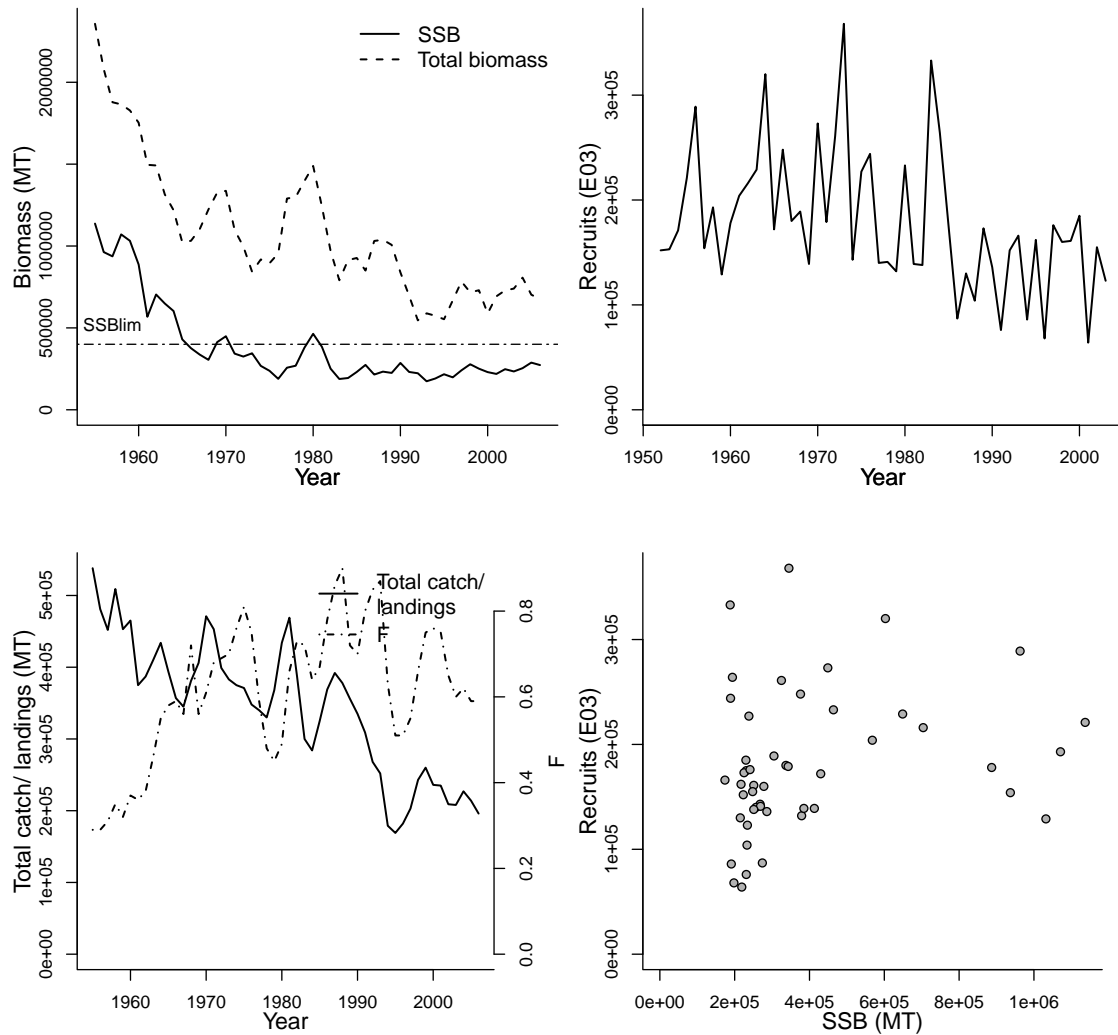 SSB
Total biomass
Biomass (MT)
0
500000
1000000
2000000
SSBlim
1960
1970
1980
1990
2000
Year
Recruits (E03)
0e+00
1e+05
2e+05
3e+05
1950
1960
1970
1980
1990
2000
Year
Total catch/ landings (MT)
0e+00
1e+05
2e+05
3e+05
4e+05
5e+05
Total catch/
landings
F
F
0.0
0.2
0.4
0.6
0.8
1960
1970
1980
1990
2000
Year
Recruits (E03)
0e+00
1e+05
2e+05
3e+05
0e+00
2e+05
4e+05
6e+05
8e+05
1e+06
SSB (MT)